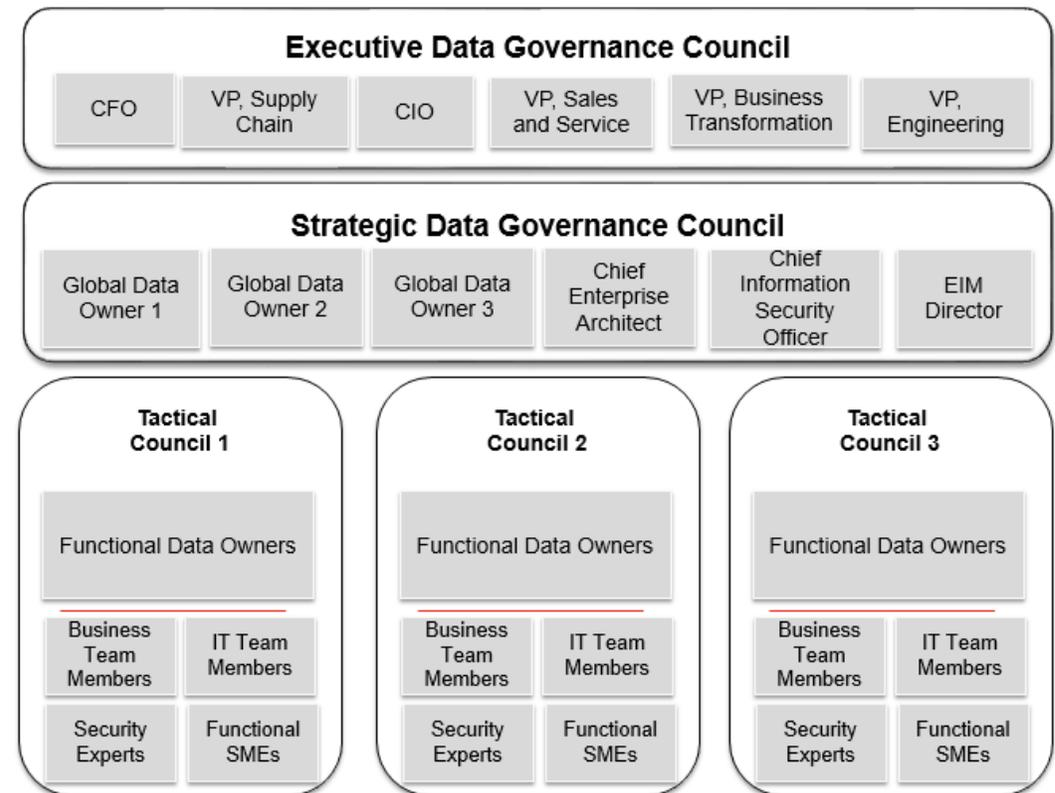 Executive Data Governance Council
CFO
VP, Supply
Chain
CIO
VP, Sales
and Service
VP, Business
Transformation
VP,
Engineering
Strategic Data Governance Council
Global Data
Owner 1
Global Data
Owner 2
Global Data
Owner 3
Chief
Enterprise
Architect
Chief
Information
Security
Officer
EIM
Director
Tactical
Council 1
Functional Data Owners
Business
Team
Members
IT Team
Members
Security
Experts
Functional
SMEs
Tactical
Council 2
Functional Data Owners
Business
Team
Members
IT Team
Members
Security
Experts
Functional
SMEs
Tactical
Council 3
Functional Data Owners
Business
Team
Members
IT Team
Members
Security
Experts
Functional
SMEs